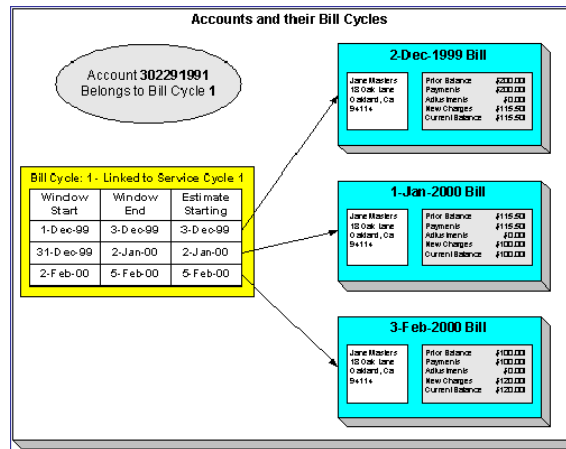 Accounts and their Bill Cycles
Account 302291991
Belongs to Bill Cycle 1
Bill Cycle: 1 - Linked to Service Cycle 1
Window Start Window End Estimate Starting
1-Dec-99 3-Dec-99 3-Dec-99
31-Dec-99 2-Jan-00 2-Jan-00
2-Feb-00 5-Feb-00 5-Feb-00
2-Dec-1999 Bill
Jane Masters
18 Oak Lane
Oakland, Ca
94114
Prior Balance $200.00
Payments $200.00
Adjustments $0.00
New Charges $115.50
Current Balance $115.50
1-Jan-2000 Bill
Jane Masters
18 Oak Lane
Oakland, Ca
94114
Prior Balance $115.50
Payments $115.50
Adjustments $0.00
New Charges $100.00
Current Balance $100.00
3-Feb-2000 Bill
Jane Masters
18 Oak Lane
Oakland, Ca
94114
Prior Balance $100.00
Payments $100.00
Adjustments $0.00
New Charges $120.00
Current Balance $120.00